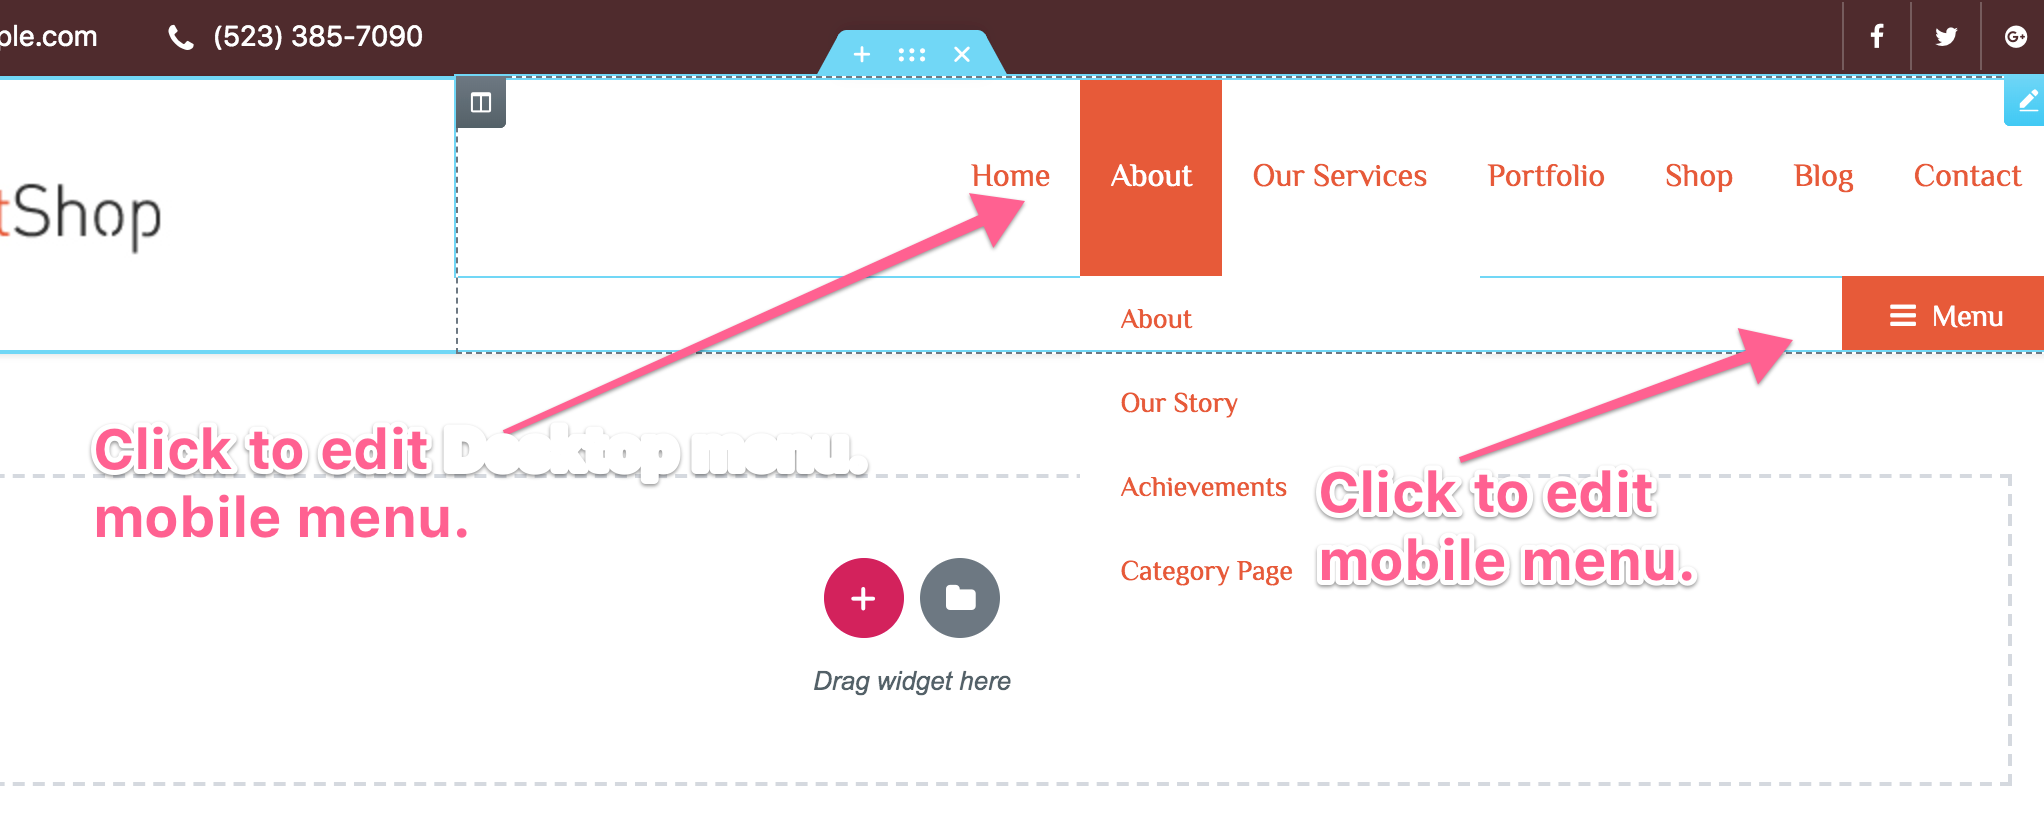 ple.com (523) 385-7090
tShop
Home About Our Services Portfolio Shop Blog Contact
Menu
About
Our Story
Achievements
Category Page
Click to edit Desktop menu.
mobile menu.
Click to edit
mobile menu.
Drag widget here